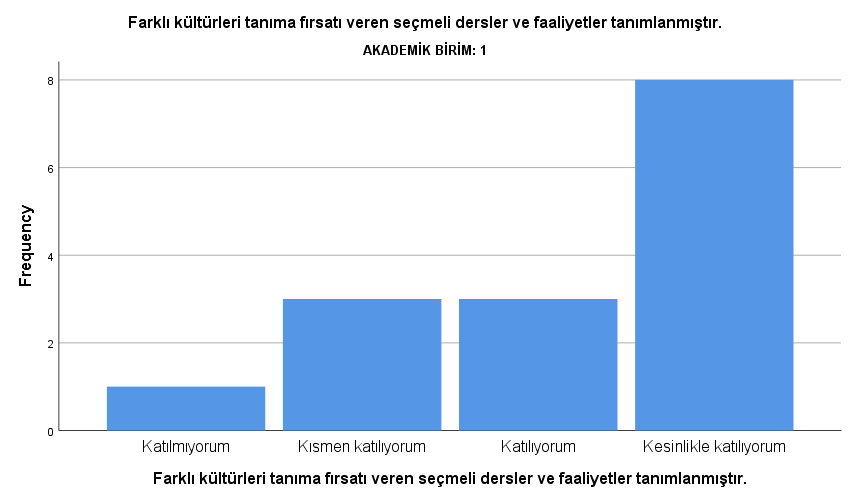 Farklı kültürleri tanıma fırsatı veren seçmeli dersler ve faaliyetler tanımlanmıştır.
AKADEMİK BİRİM: 1
8
6
4
2
0
Frequency
Katılmıyorum
Kısmen katılıyorum
Katılıyorum
Kesinlikle katılıyorum
Farklı kültürleri tanıma fırsatı veren seçmeli dersler ve faaliyetler tanımlanmıştır.